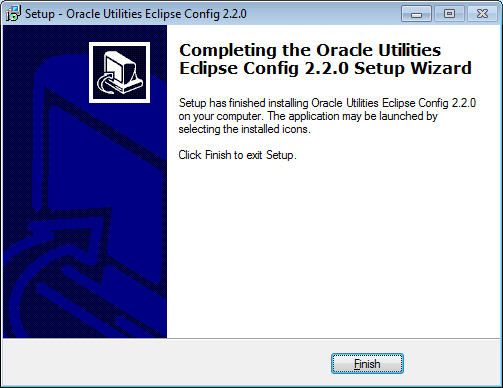 Setup - Oracle Utilities Eclipse Config 2.2.0
Completing the Oracle Utilities
Eclipse Config 2.2.0 Setup Wizard
Setup has finished installing Oracle Utilities Eclipse Config 2.2.0
on your computer. The application may be launched by
selecting the installed icons.
Click Finish to exit Setup.
Finish